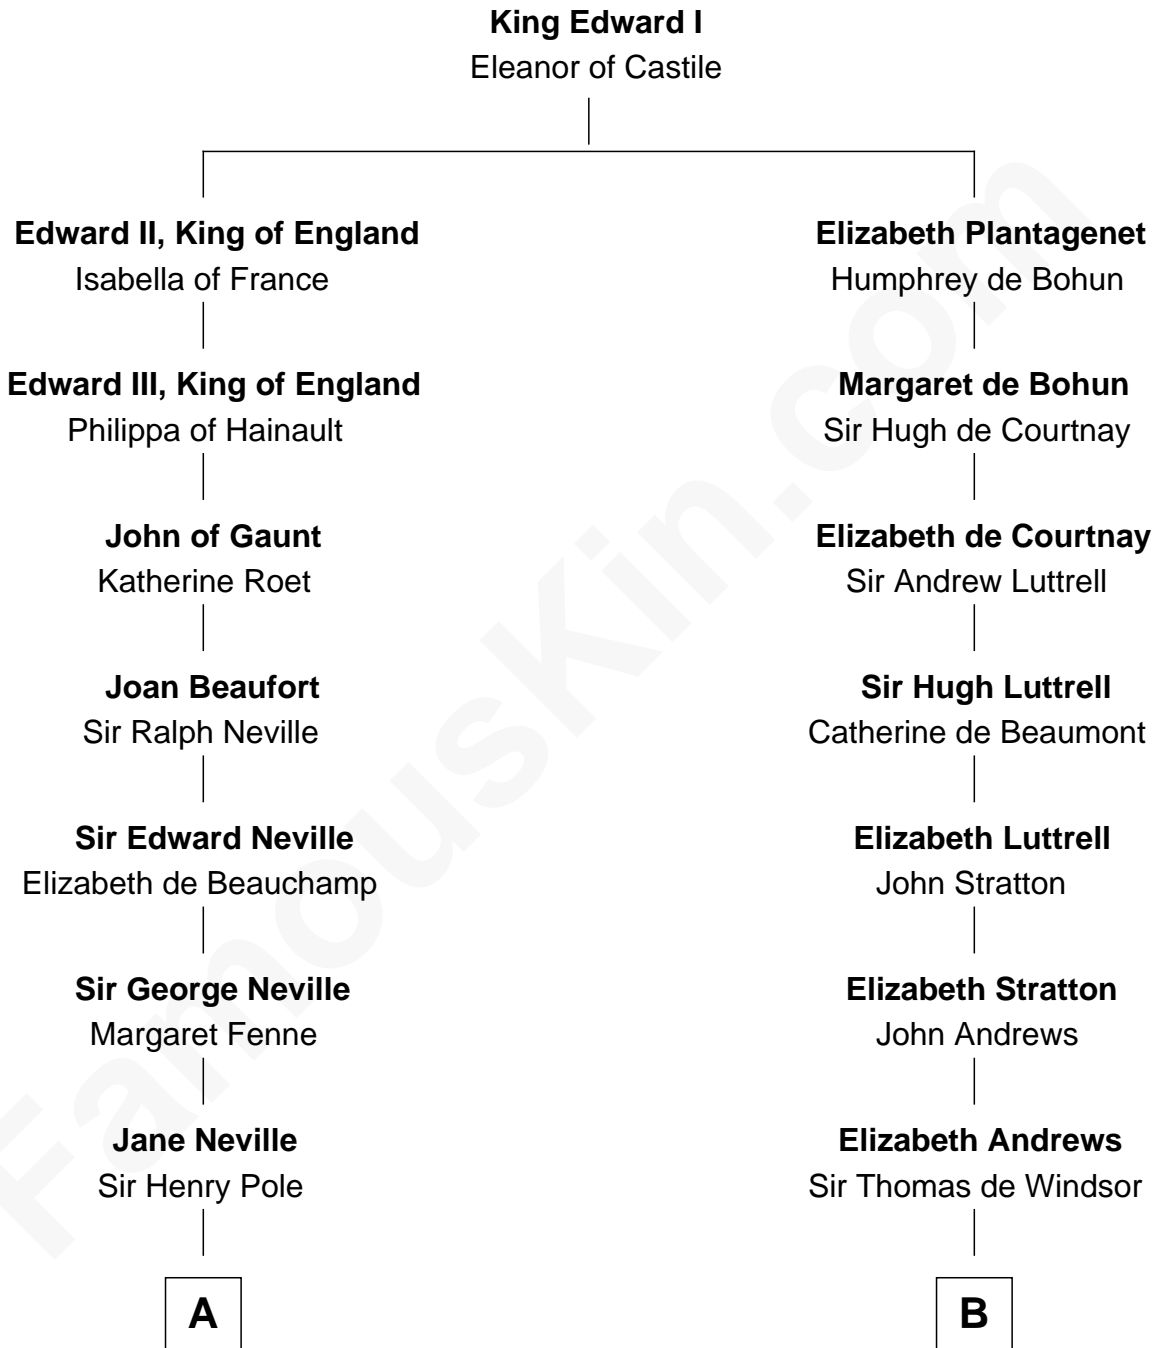 King Edward I
Eleanor of Castile
Edward II, King of England
Isabella of France
Edward III, King of England
Philippa of Hainault
John of Gaunt
Katherine Roet
Joan Beaufort
Sir Ralph Neville
Sir Edward Neville
Elizabeth de Beauchamp
Sir George Neville
Margaret Fenne
Jane Neville
Sir Henry Pole
A
Elizabeth Plantagenet
Humphrey de Bohun
Margaret de Bohun
Sir Hugh de Courtnay
Elizabeth de Courtnay
Sir Andrew Luttrell
Sir Hugh Luttrell
Catherine de Beaumont
Elizabeth Luttrell
John Stratton
Elizabeth Stratton
John Andrews
Elizabeth Andrews
Sir Thomas de Windsor
B
FamousKin.com